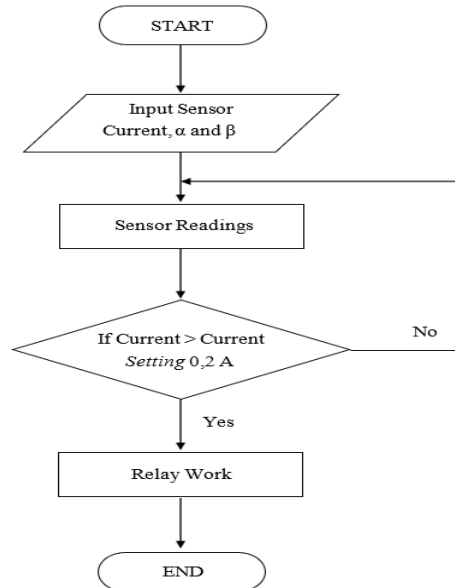 START
Input Sensor
Current, α and β
Sensor Readings
If Current > Current
Setting 0,2 A
No
Yes
Relay Work
END